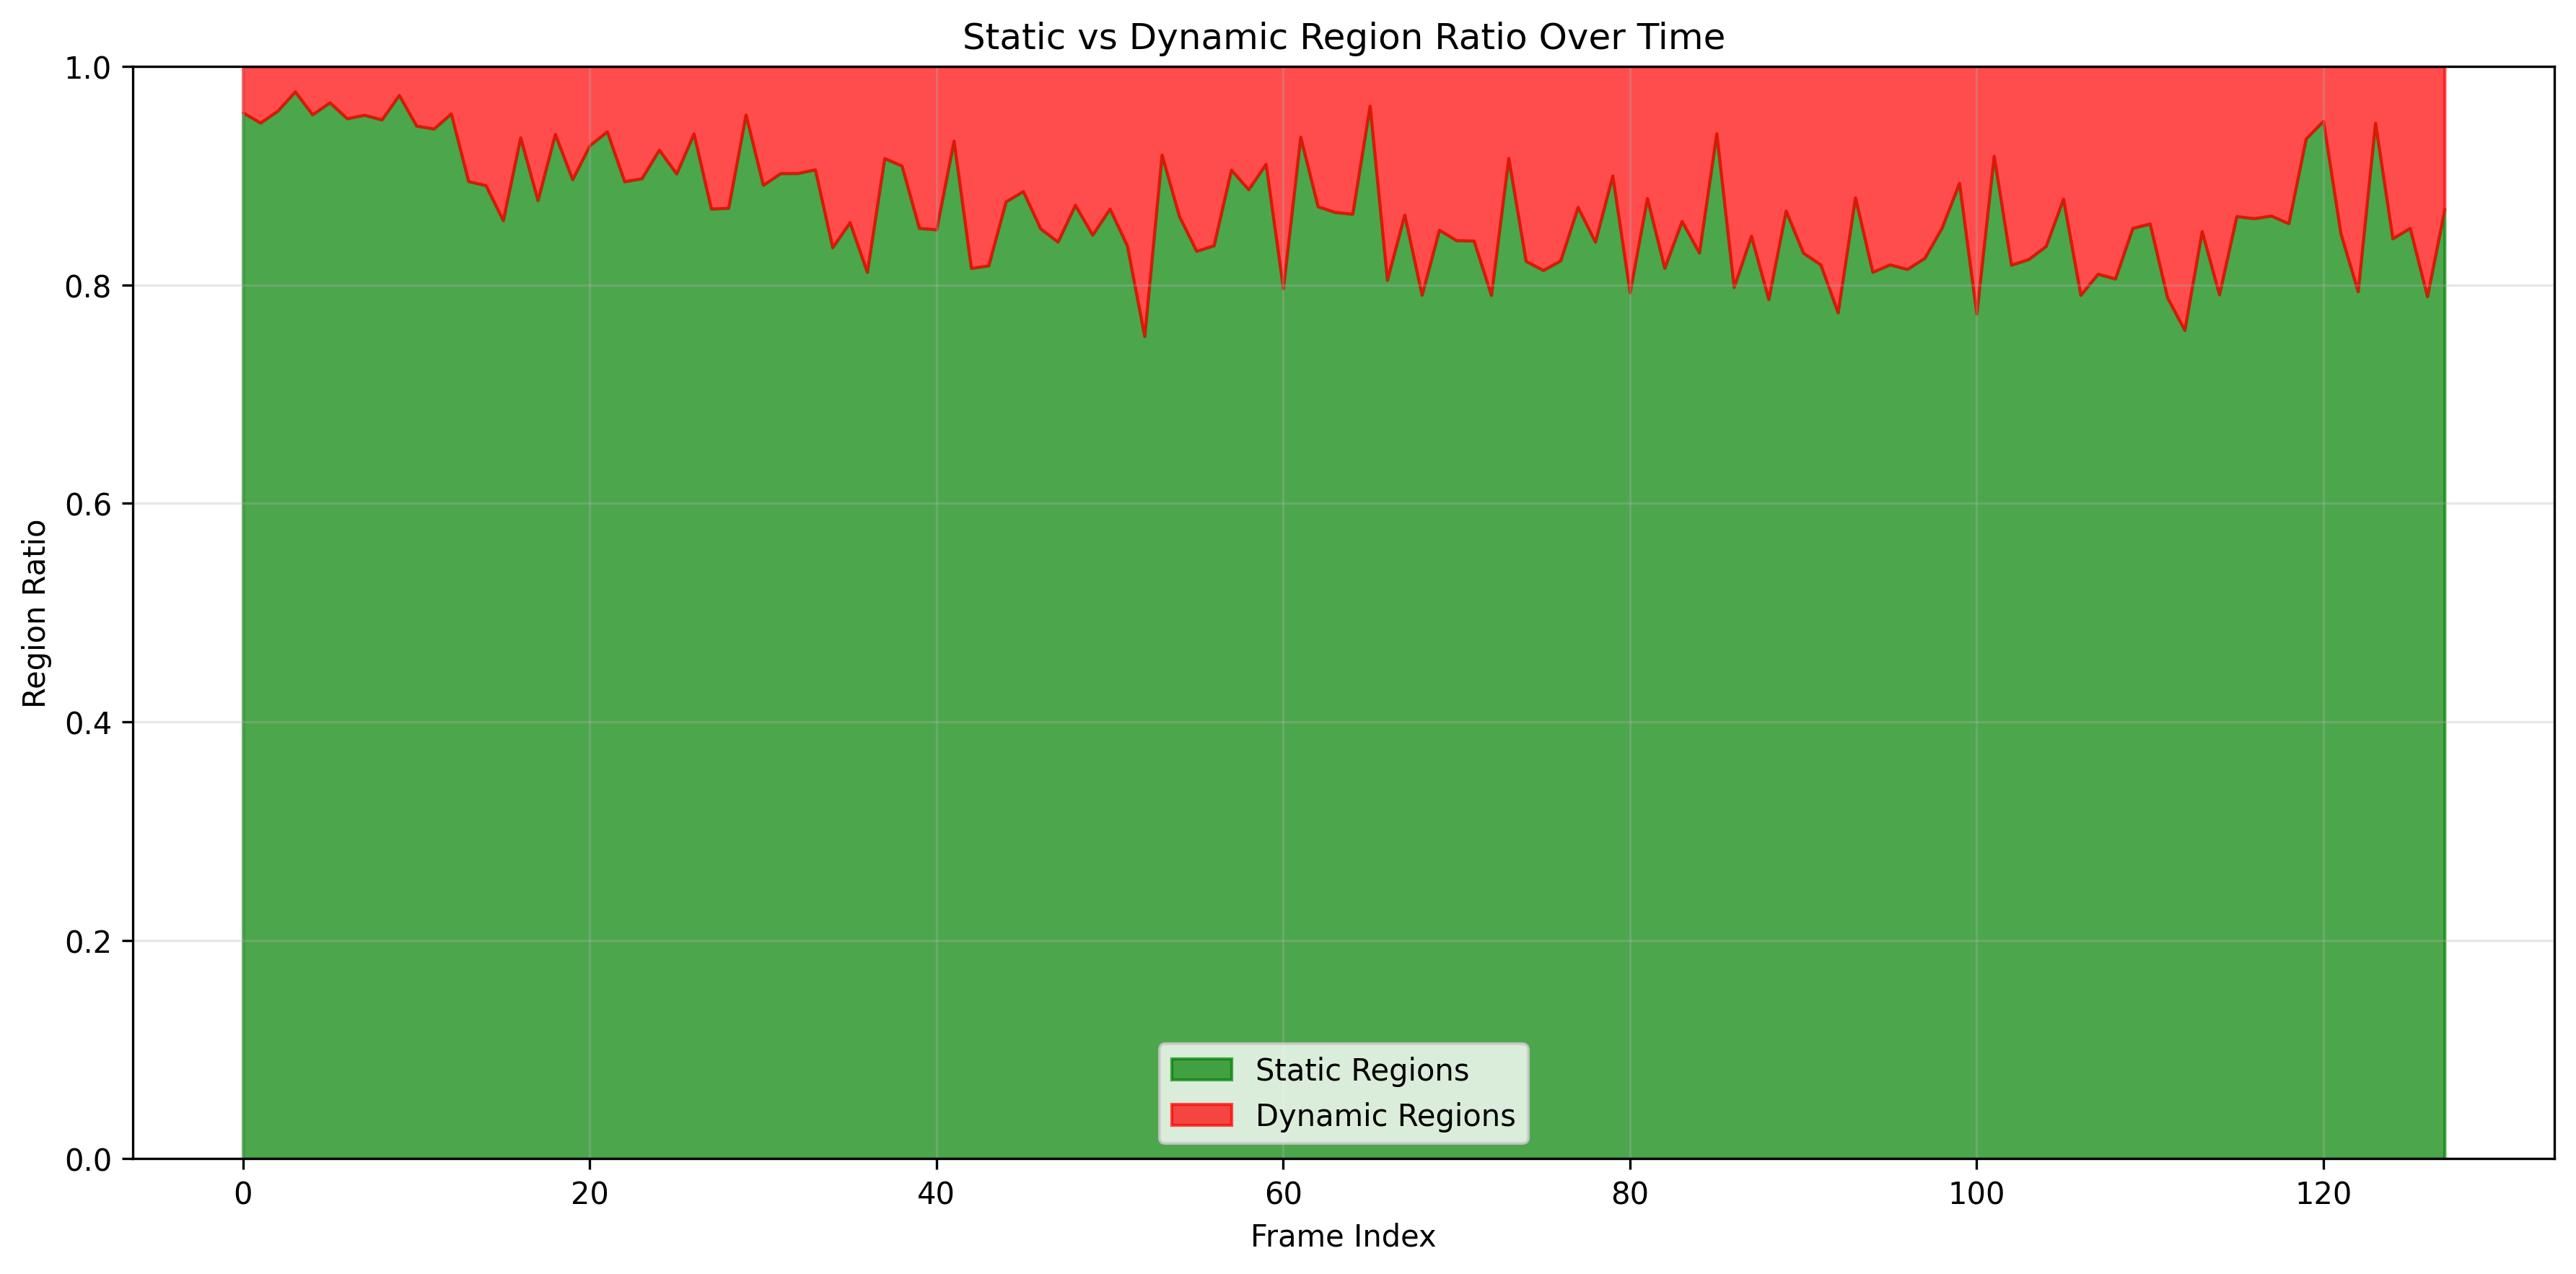 Static vs Dynamic Region Ratio Over Time
1.0
0.8
0.6
0.4
0.2
0.0
Region Ratio
Static Regions
Dynamic Regions
0 20 40 60 80 100 120
Frame Index